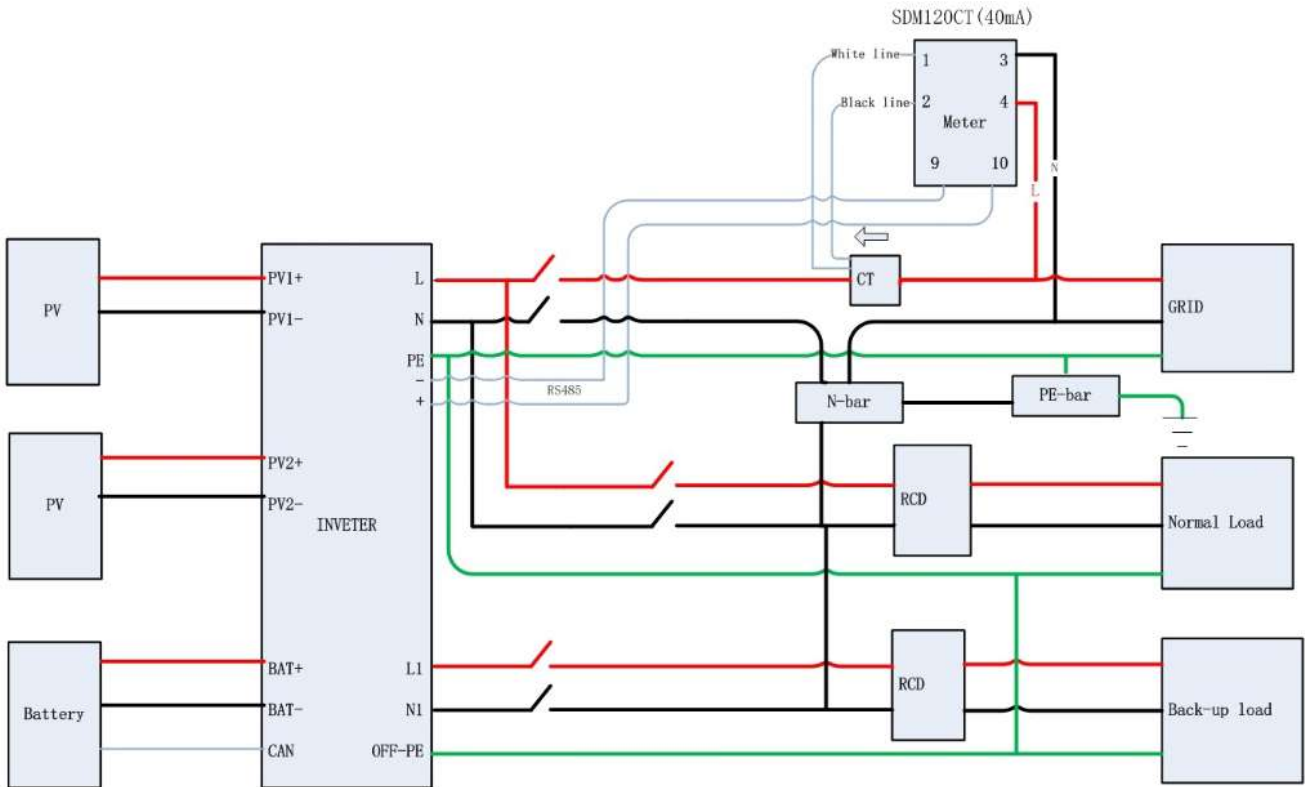 SDM120CT(40mA)
White line
1
3
Black line
2
4
Meter
N
9
10
L
PV
PV1+
PV1-
L
N
PE
-
+
RS485
CT
GRID
N-bar
PE-bar
PV
PV2+
PV2-
INVETER
RCD
Normal Load
Battery
BAT+
BAT-
CAN
L1
N1
OFF-PE
RCD
Back-up load